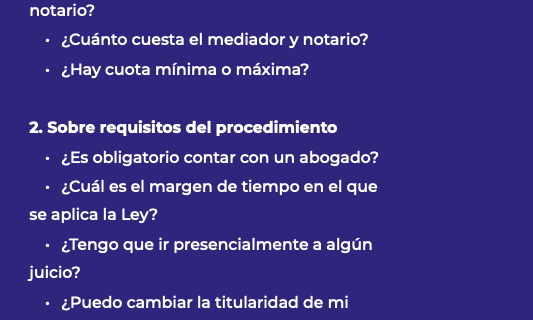 notario?
• ¿Cuánto cuesta el mediador y notario?
• ¿Hay cuota mínima o máxima?
2. Sobre requisitos del procedimiento
• ¿Es obligatorio contar con un abogado?
• ¿Cuál es el margen de tiempo en el que
se aplica la Ley?
• ¿Tengo que ir presencialmente a algún
juicio?
• ¿Puedo cambiar la titularidad de mi